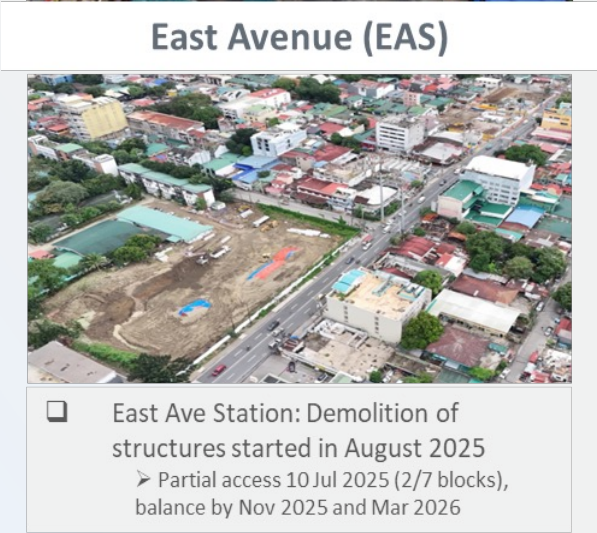 East Avenue (EAS)
❑ East Ave Station: Demolition of
structures started in August 2025
➢ Partial access 10 Jul 2025 (2/7 blocks),
balance by Nov 2025 and Mar 2026